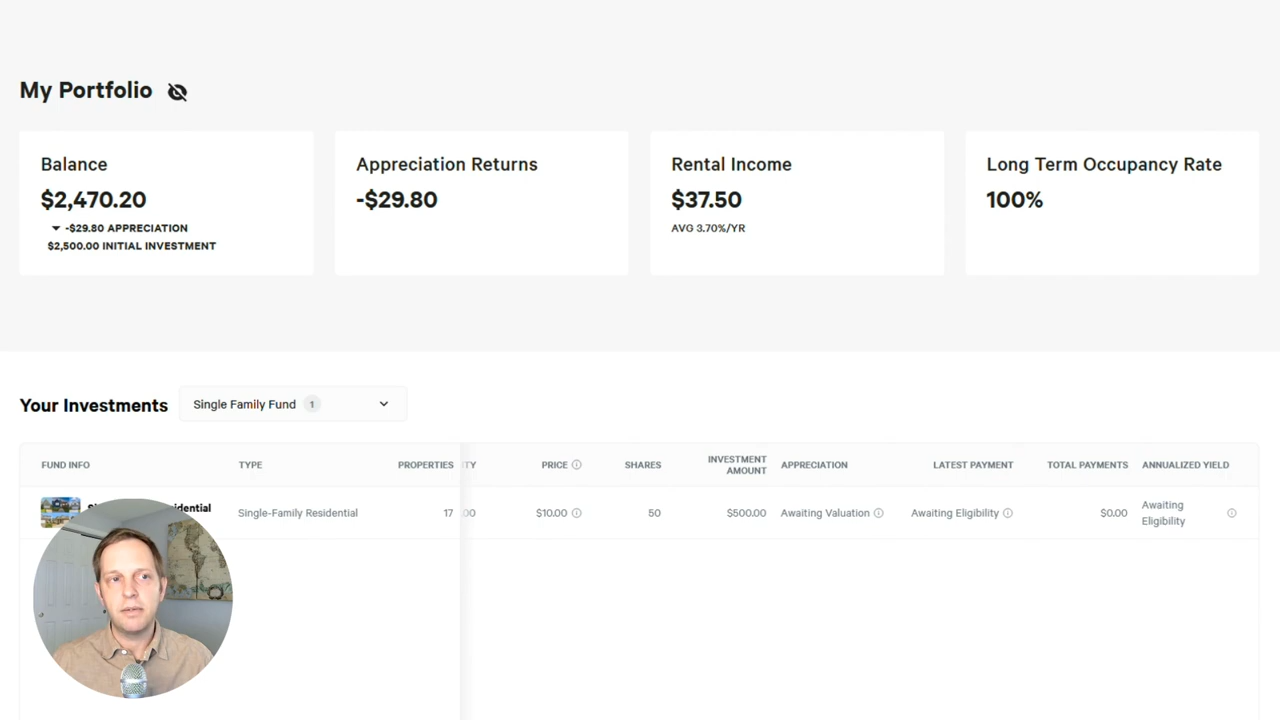 My Portfolio
Balance
$2,470.20
-$29.80 APPRECIATION
$2,500.00 INITIAL INVESTMENT
Appreciation Returns
-$29.80
Rental Income
$37.50
AVG 3.70%/YR
Long Term Occupancy Rate
100%
Your Investments
Single Family Fund 1
FUND INFO TYPE PROPERTIES TY PRICE SHARES INVESTMENT AMOUNT APPRECIATION LATEST PAYMENT TOTAL PAYMENTS ANNUALIZED YIELD
Single-Family Residential 17 00 $10.00 50 $500.00 Awaiting Valuation Awaiting Eligibility $0.00 Awaiting Eligibility